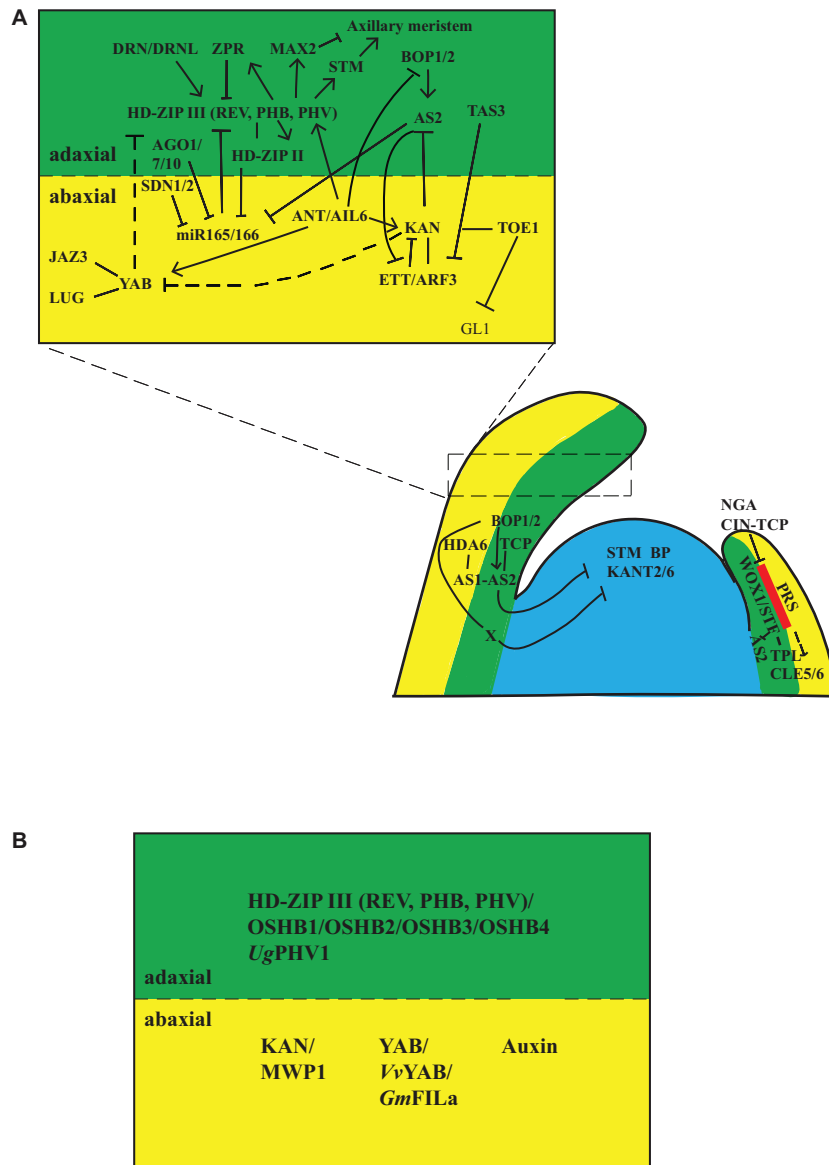 A
Axillary meristem
DRN/DRNL ZPR MAX2 BOP1/2
STM
HD-ZIP III (REV, PHB, PHV)
AS2 TAS3
AGO1/
7/10
HD-ZIP II
adaxial
abaxial
SDN1/2
miR165/166
ANT/AIL6
KAN
TOE1
JAZ3
YAB
ETT/ARF3
LUG
GL1
BOP1/2
HDA6 TCP
AS1-AS2
X
STM BP
KANT2/6
NGA
CIN-TCP
WOX1/STF
PRS
AS2
TPL
CLE5/6
B
HD-ZIP III (REV, PHB, PHV)/
OSHB1/OSHB2/OSHB3/OSHB4
UgPHV1
adaxial
abaxial
KAN/
MWP1
YAB/
VvYAB/
GmFILa
Auxin